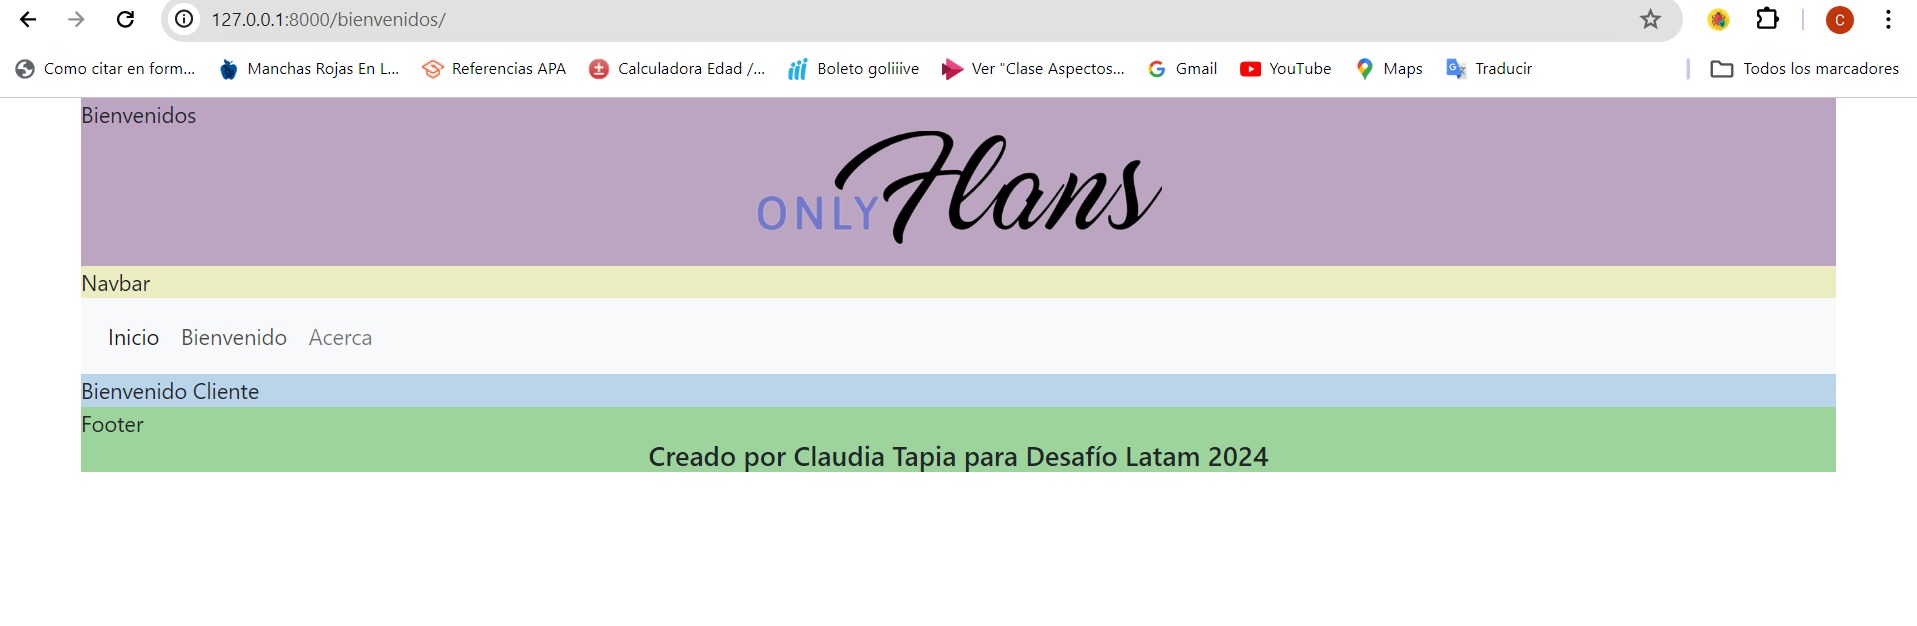 127.0.0.1:8000/bienvenidos/
C
Como citar en form... Manchas Rojas En L... Referencias APA Calculadora Edad /... Boleto goliiive Ver "Clase Aspectos... Gmail YouTube Maps Traducir Todos los marcadores
Bienvenidos
ONLY Flans
Navbar
Inicio Bienvenido Acerca
Bienvenido Cliente
Footer
Creado por Claudia Tapia para Desafío Latam 2024